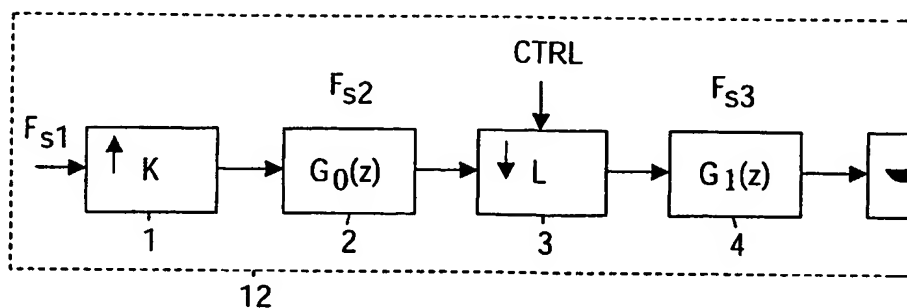 CTRL
Fs2
Fs3
Fs1
↑ K
G0(z)
↓ L
G1(z)
1
2
3
4
12